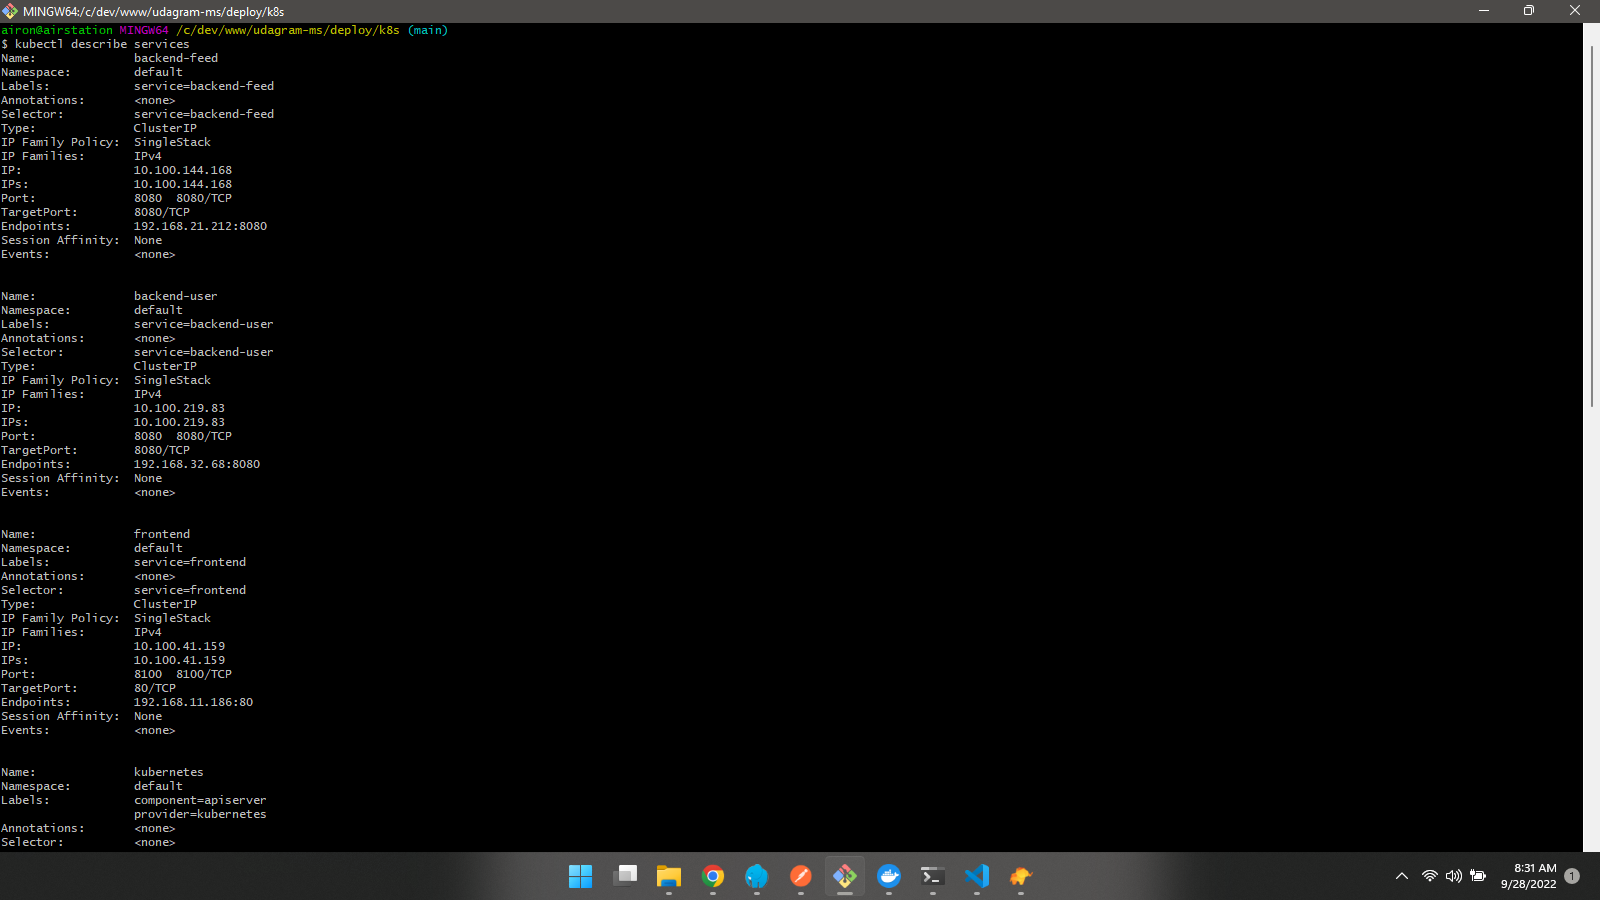 MINGW64:/c/dev/www/udagram-ms/deploy/k8s
airon@airstation MINGW64 /c/dev/www/udagram-ms/deploy/k8s (main)
$ kubectl describe services
Name: backend-feed
Namespace: default
Labels: service=backend-feed
Annotations: <none>
Selector: service=backend-feed
Type: ClusterIP
IP Family Policy: SingleStack
IP Families: IPv4
IP: 10.100.144.168
IPs: 10.100.144.168
Port: 8080 8080/TCP
TargetPort: 8080/TCP
Endpoints: 192.168.21.212:8080
Session Affinity: None
Events: <none>
Name: backend-user
Namespace: default
Labels: service=backend-user
Annotations: <none>
Selector: service=backend-user
Type: ClusterIP
IP Family Policy: SingleStack
IP Families: IPv4
IP: 10.100.219.83
IPs: 10.100.219.83
Port: 8080 8080/TCP
TargetPort: 8080/TCP
Endpoints: 192.168.32.68:8080
Session Affinity: None
Events: <none>
Name: frontend
Namespace: default
Labels: service=frontend
Annotations: <none>
Selector: service=frontend
Type: ClusterIP
IP Family Policy: SingleStack
IP Families: IPv4
IP: 10.100.41.159
IPs: 10.100.41.159
Port: 8100 8100/TCP
TargetPort: 80/TCP
Endpoints: 192.168.11.186:80
Session Affinity: None
Events: <none>
Name: kubernetes
Namespace: default
Labels: component=apiserver
provider=kubernetes
Annotations: <none>
Selector: <none>
8:31 AM
9/28/2022
1